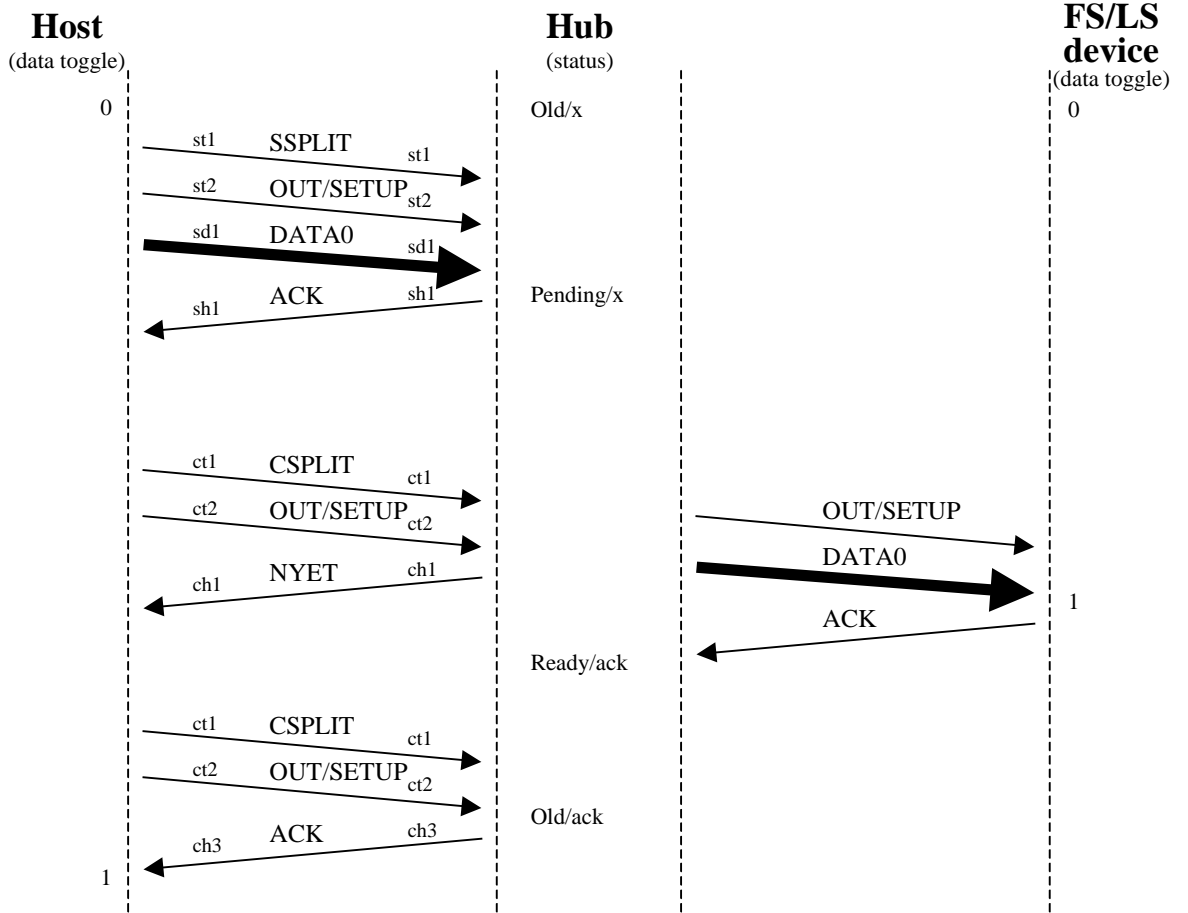 Host
(data toggle)
Hub
(status)
FS/LS
device
(data toggle)
0
Old/x
0
st1 SSPLIT st1
st2 OUT/SETUP st2
sd1 DATA0 sd1
Pending/x
sh1 ACK sh1
ct1 CSPLIT ct1
ct2 OUT/SETUP ct2
OUT/SETUP
ch1 NYET ch1
DATA0
1
ACK
Ready/ack
ct1 CSPLIT ct1
ct2 OUT/SETUP ct2
Old/ack
ch3 ACK ch3
1